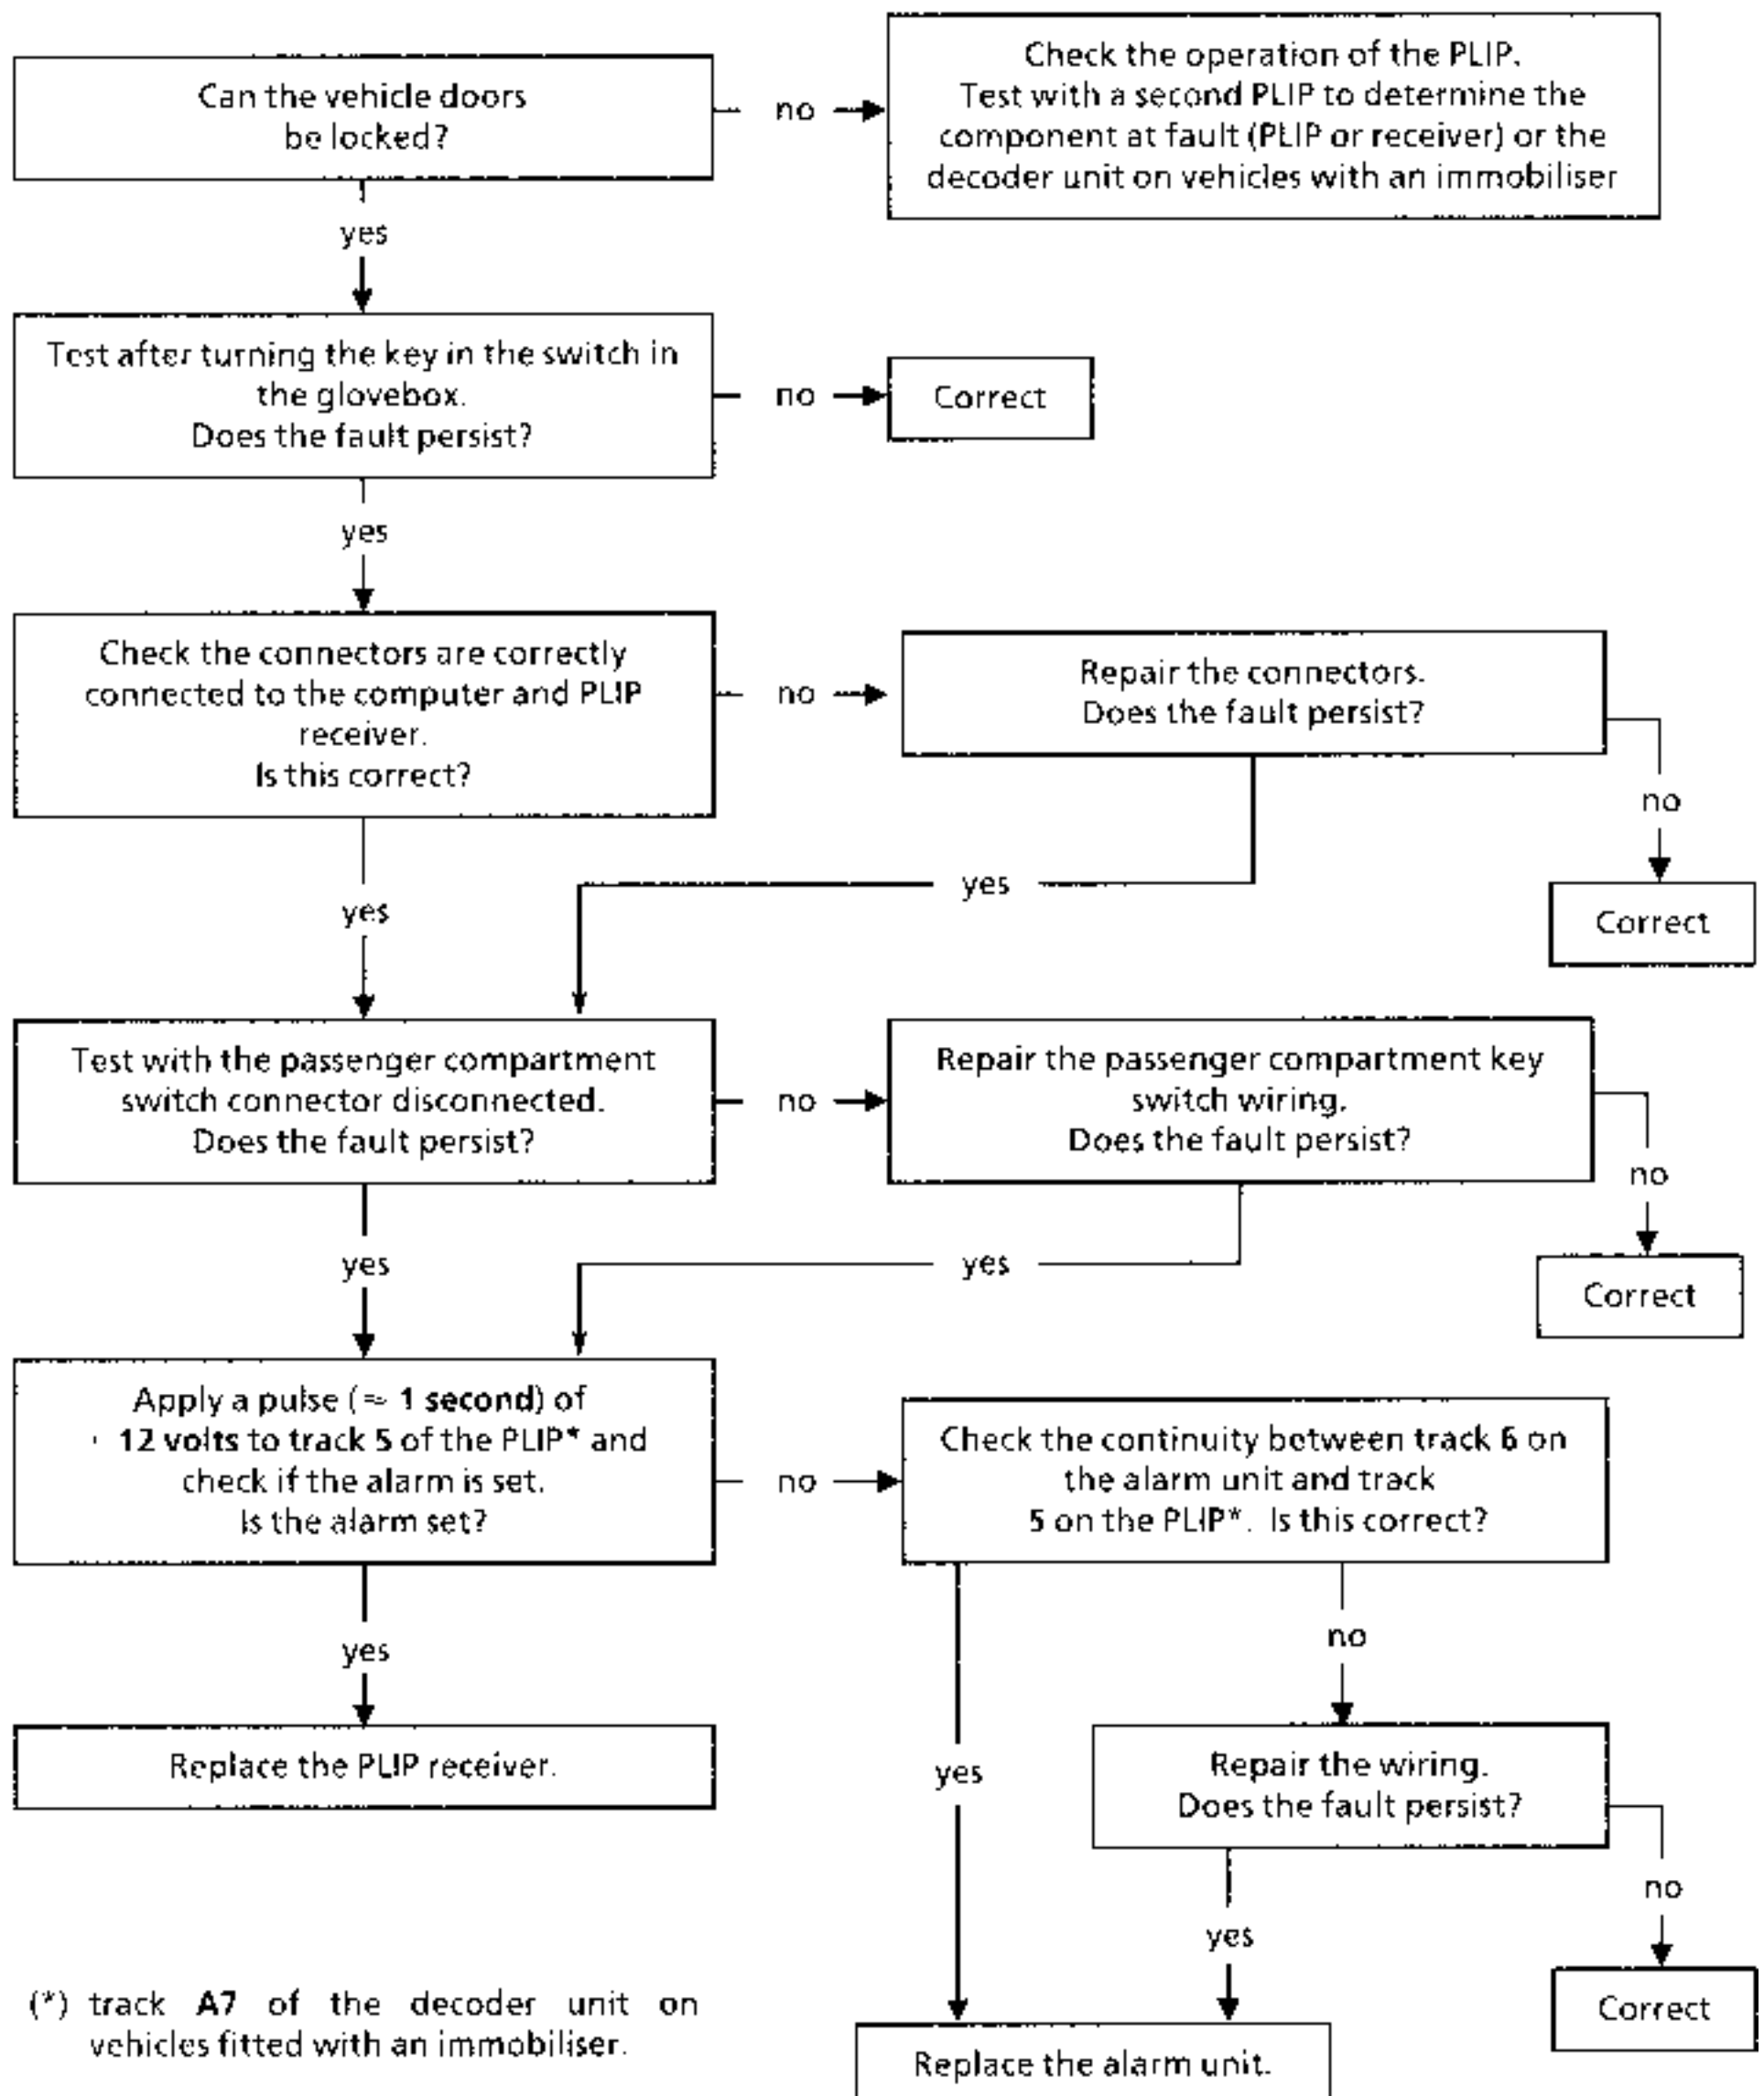 Can the vehicle doors
be locked?
no
Check the operation of the PLIP.
Test with a second PLIP to determine the
component at fault (PLIP or receiver) or the
decoder unit on vehicles with an immobiliser
yes
Test after turning the key in the switch in
the glovebox.
Does the fault persist?
no
Correct
yes
Check the connectors are correctly
connected to the computer and PLIP
receiver.
Is this correct?
no
Repair the connectors.
Does the fault persist?
no
Correct
yes
yes
Test with the passenger compartment
switch connector disconnected.
Does the fault persist?
no
Repair the passenger compartment key
switch wiring.
Does the fault persist?
no
Correct
yes
yes
Apply a pulse (≈ 1 second) of
12 volts to track 5 of the PLIP* and
check if the alarm is set.
Is the alarm set?
no
Check the continuity between track 6 on
the alarm unit and track
5 on the PLIP*. Is this correct?
yes
no
Replace the PLIP receiver.
yes
Repair the wiring.
Does the fault persist?
no
Correct
yes
Replace the alarm unit.
(*) track A7 of the decoder unit on
vehicles fitted with an immobiliser.